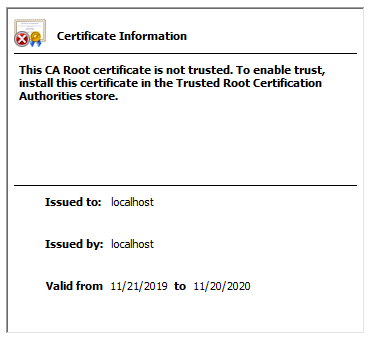 Certificate Information
This CA Root certificate is not trusted. To enable trust,
install this certificate in the Trusted Root Certification
Authorities store.
Issued to: localhost
Issued by: localhost
Valid from 11/21/2019 to 11/20/2020